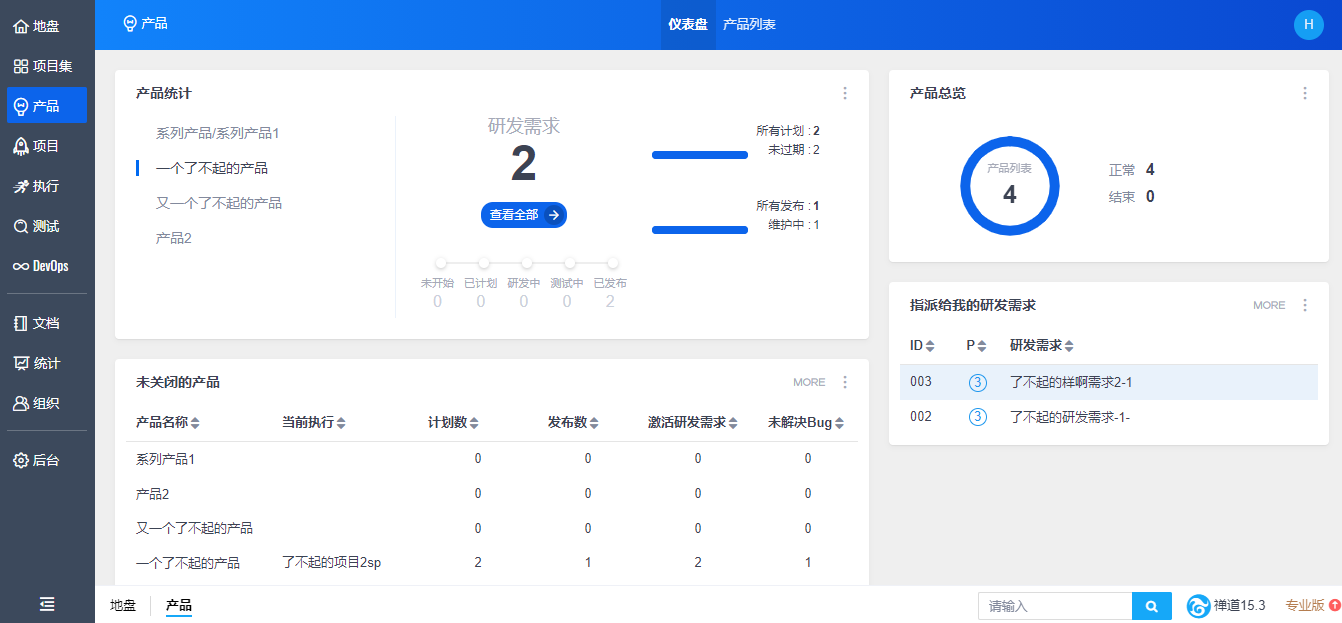 地盘
项目集
产品
项目
执行
测试
DevOps
文档
统计
组织
后台
产品
仪表盘 产品列表
H
产品统计
系列产品/系列产品1
一个了不起的产品
又一个了不起的产品
产品2
研发需求
2
查看全部
未开始 已计划 研发中 测试中 已发布
0 0 0 0 2
所有计划 : 2
未过期 : 2
所有发布 : 1
维护中 : 1
产品总览
产品列表
4
正常 4
结束 0
未关闭的产品 MORE
产品名称 当前执行 计划数 发布数 激活研发需求 未解决Bug
系列产品1 0 0 0 0
产品2 0 0 0 0
又一个了不起的产品 0 0 0 0
一个了不起的产品 了不起的项目2sp 2 1 2 1
指派给我的研发需求 MORE
ID P 研发需求
003 3 了不起的样啊需求2-1
002 3 了不起的研发需求-1-
地盘 产品
请输入
禅道15.3 专业版